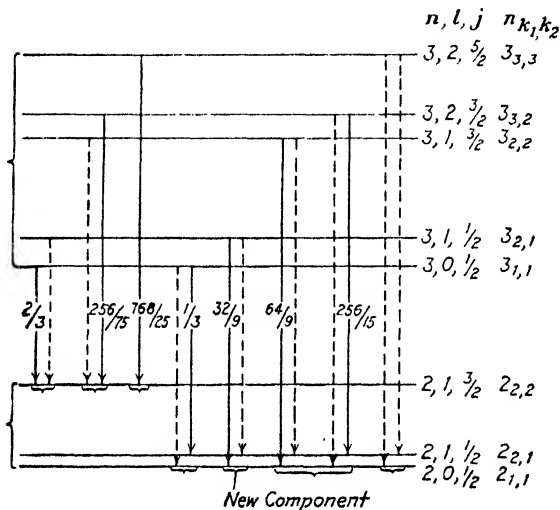 n, l, j n k₁, k₂
3, 2, 5/2 3₃,₃
3, 2, 3/2 3₃,₂
3, 1, 3/2 3₂,₂
3, 1, 1/2 3₂,₁
3, 0, 1/2 3₁,₁
2/3 256/75 768/25 1/3 32/9 64/9 256/15
2, 1, 3/2 2₂,₂
2, 1, 1/2 2₂,₁
2, 0, 1/2 2₁,₁
New Component